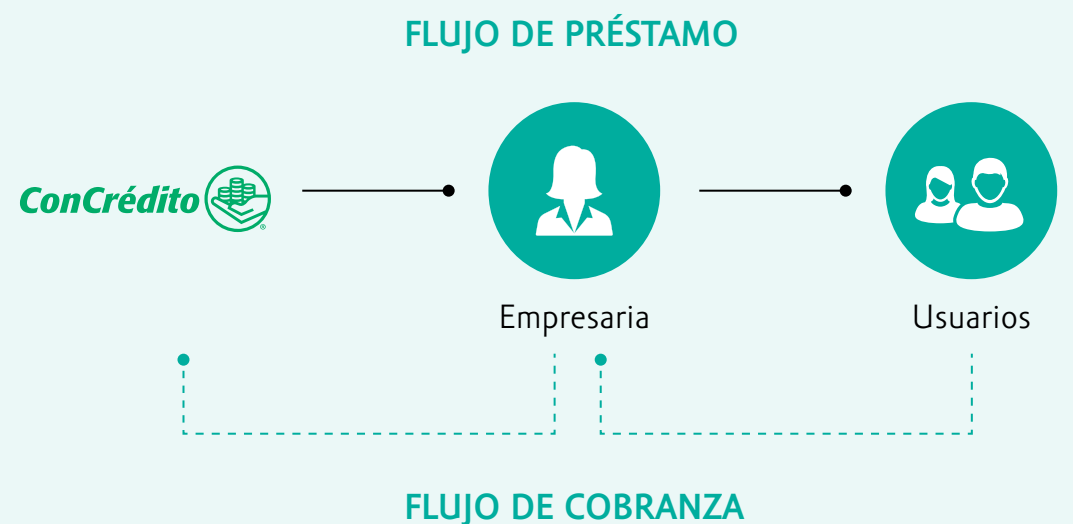 FLUJO DE PRÉSTAMO
ConCrédito
Empresaria
Usuarios
FLUJO DE COBRANZA